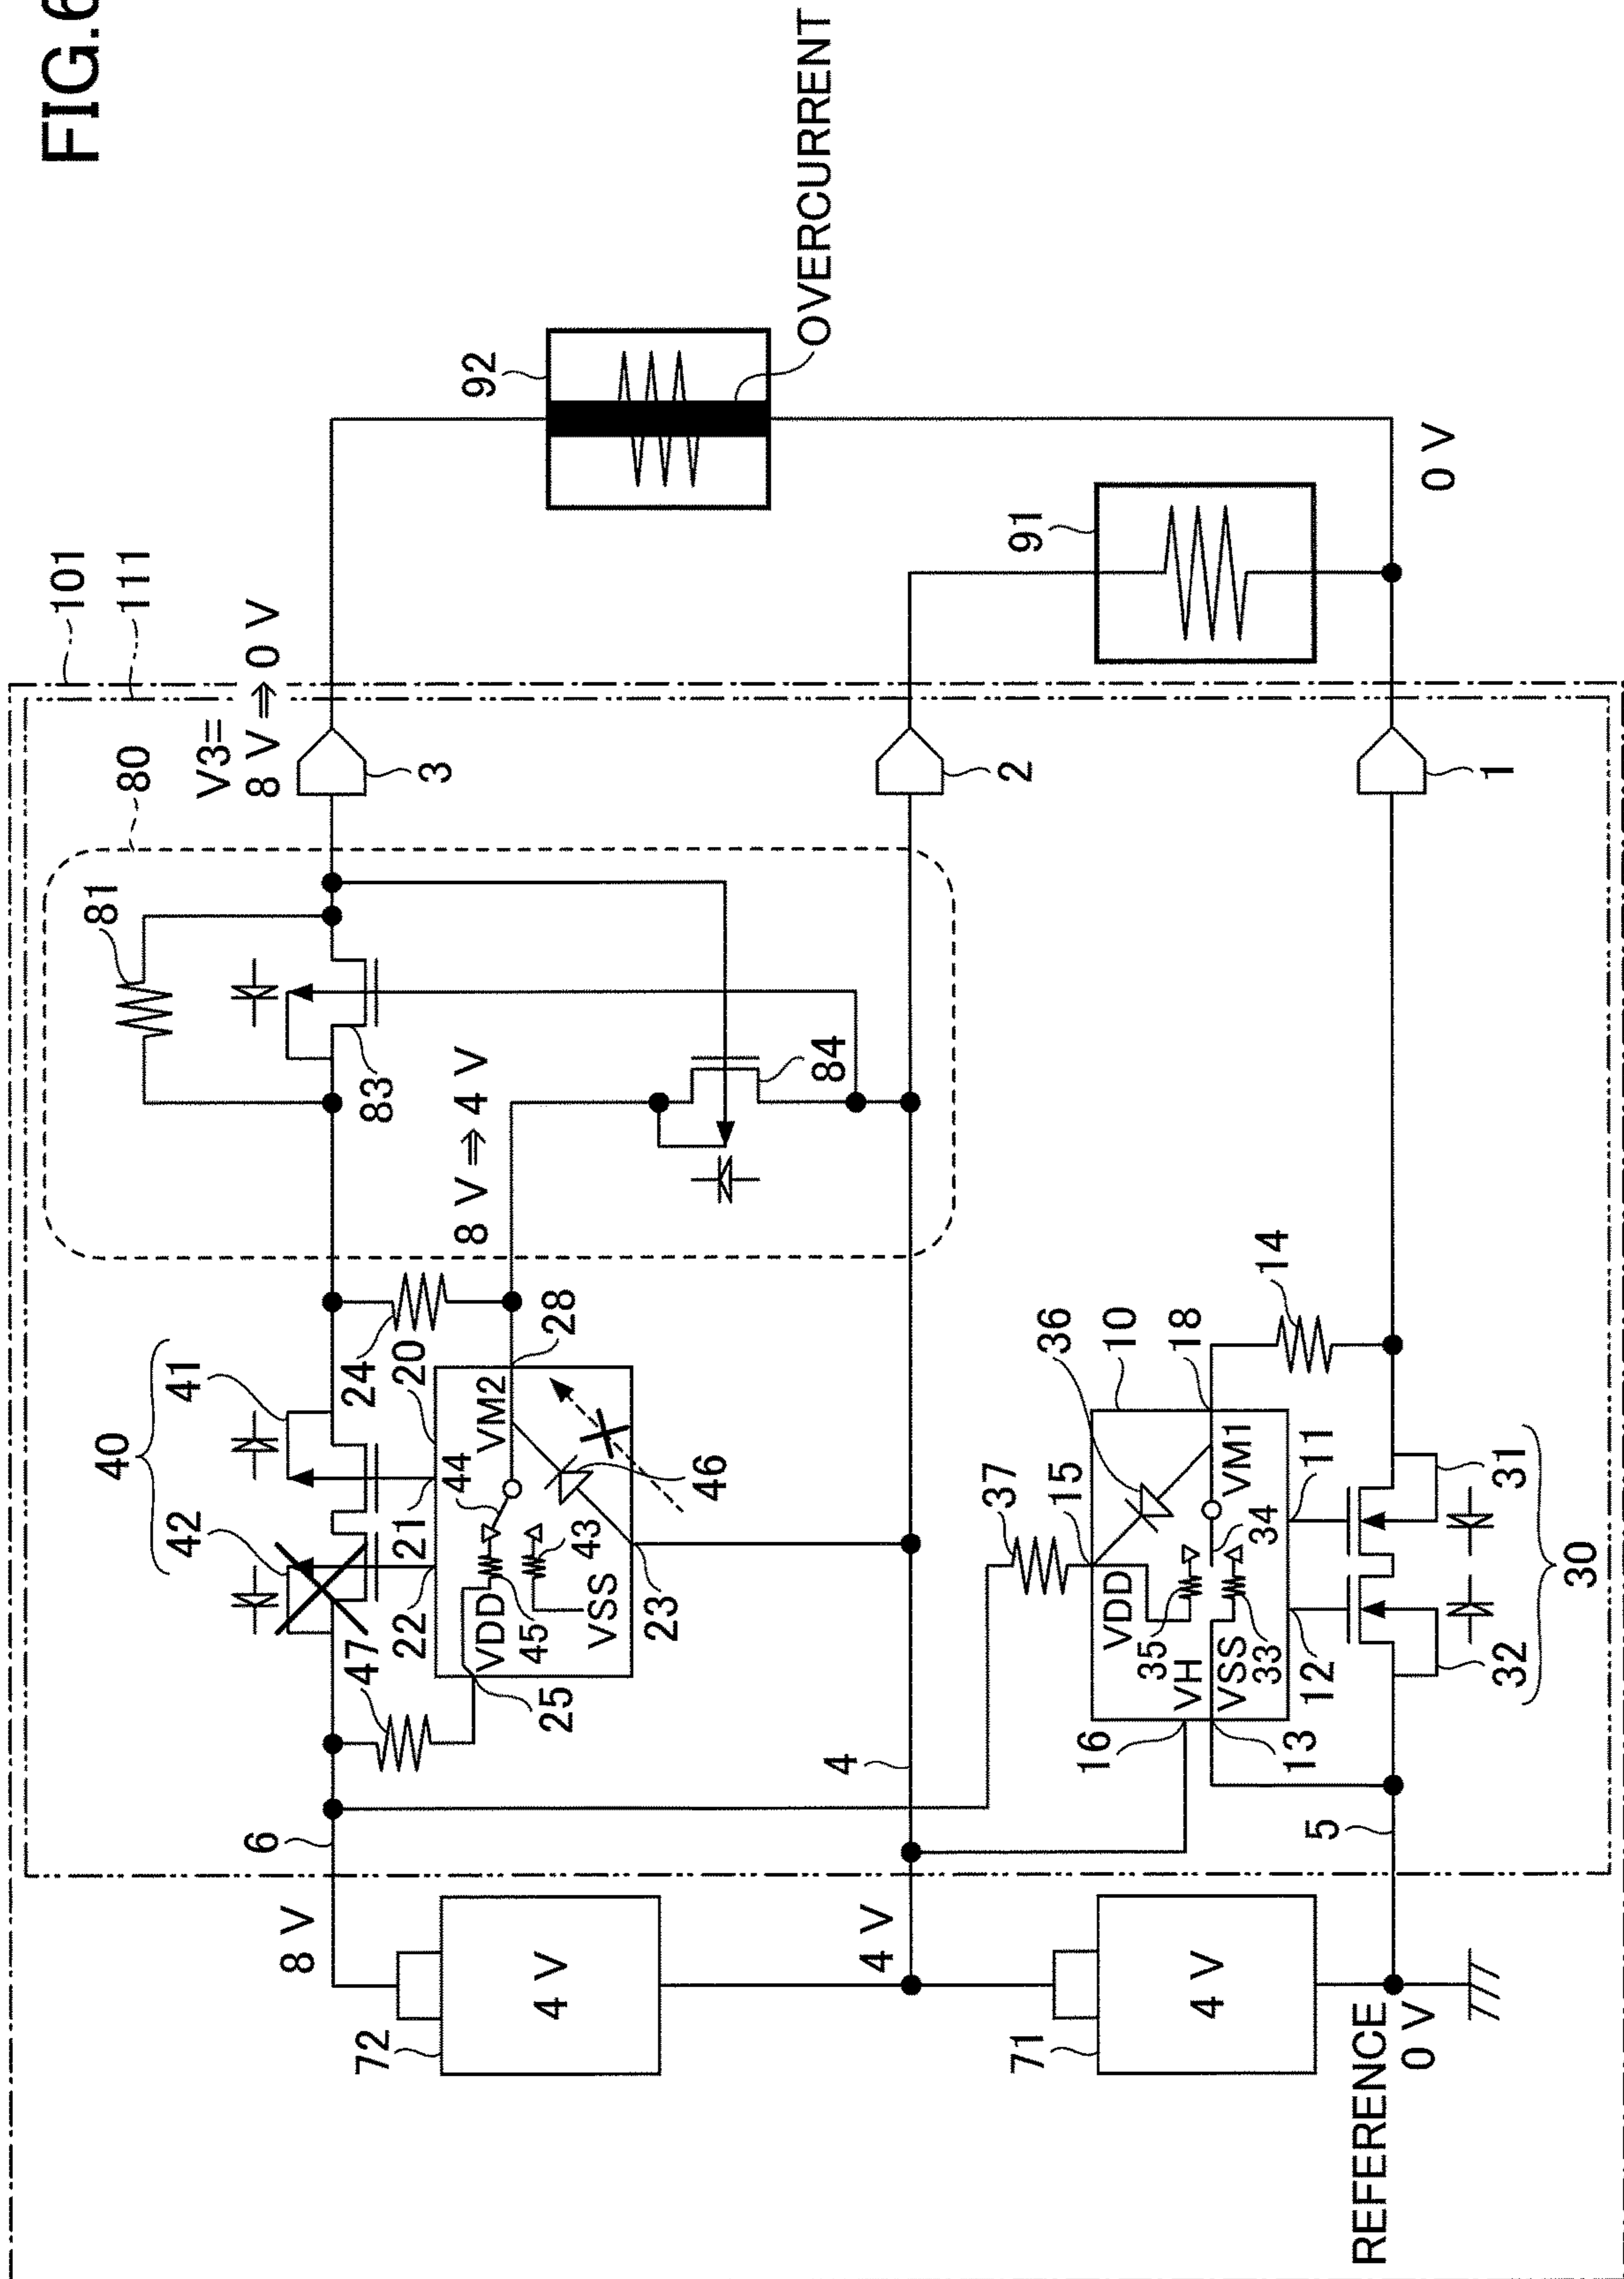 FIG.6
101
111
80
V3=
8 V ⇒ 0 V
OVERCURRENT
92
91
0 V
3
2
1
81
83
84
8 V ⇒ 4 V
40
41
42
24
20
28
21
22
44
VM2
46
43
45
VDD
VSS
23
25
47
6
4
5
14
36
10
18
37
15
VDD
VM1
11
34
35
VH
VSS
33
12
31
32
30
16
13
8 V
4 V
72
4 V
71
4 V
REFERENCE
0 V